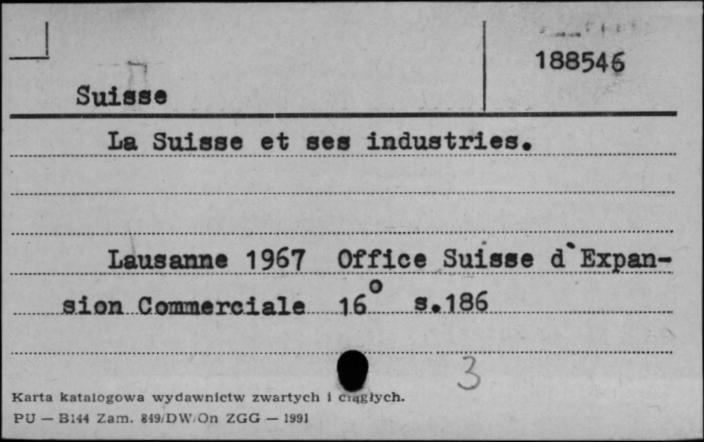 188546
Suisse
La Suisse et ses industries.
Lausanne 1967 Office Suisse d`Expan-
sion Commerciale 16° s.186
3
Karta katalogowa wydawnictw zwartych i ciągłych.
PU — B144 Zam. 849/DW/On ZGG — 1991